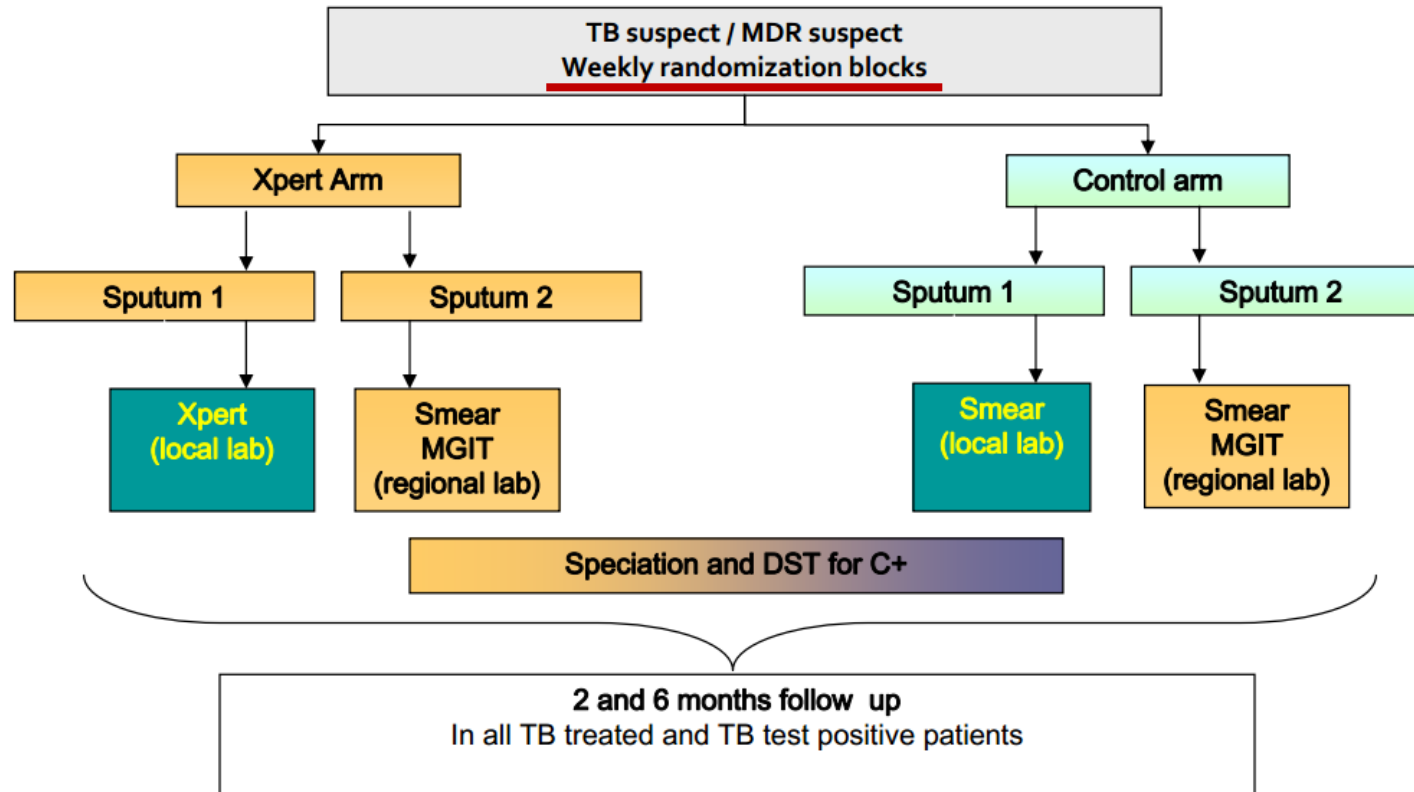 TB suspect / MDR suspect
Weekly randomization blocks
Xpert Arm
Control arm
Sputum 1
Sputum 2
Sputum 1
Sputum 2
Xpert
(local lab)
Smear
MGIT
(regional lab)
Smear
(local lab)
Smear
MGIT
(regional lab)
Speciation and DST for C+
2 and 6 months follow up
In all TB treated and TB test positive patients